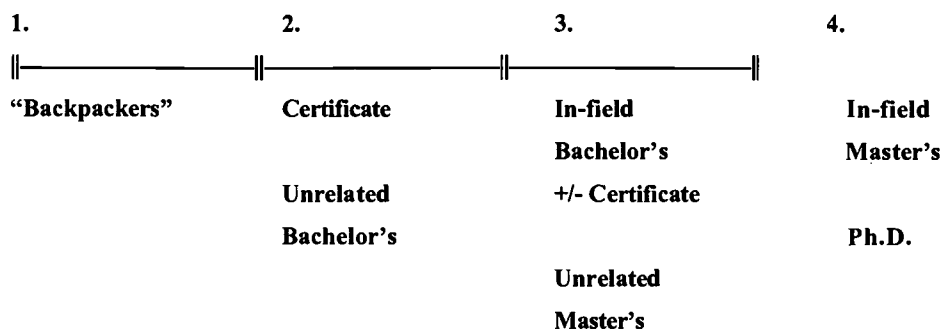 1. 2. 3. 4.
“Backpackers” Certificate In-field In-field
Bachelor’s Master’s
Unrelated +/- Certificate
Bachelor’s Ph.D.
Unrelated
Master’s